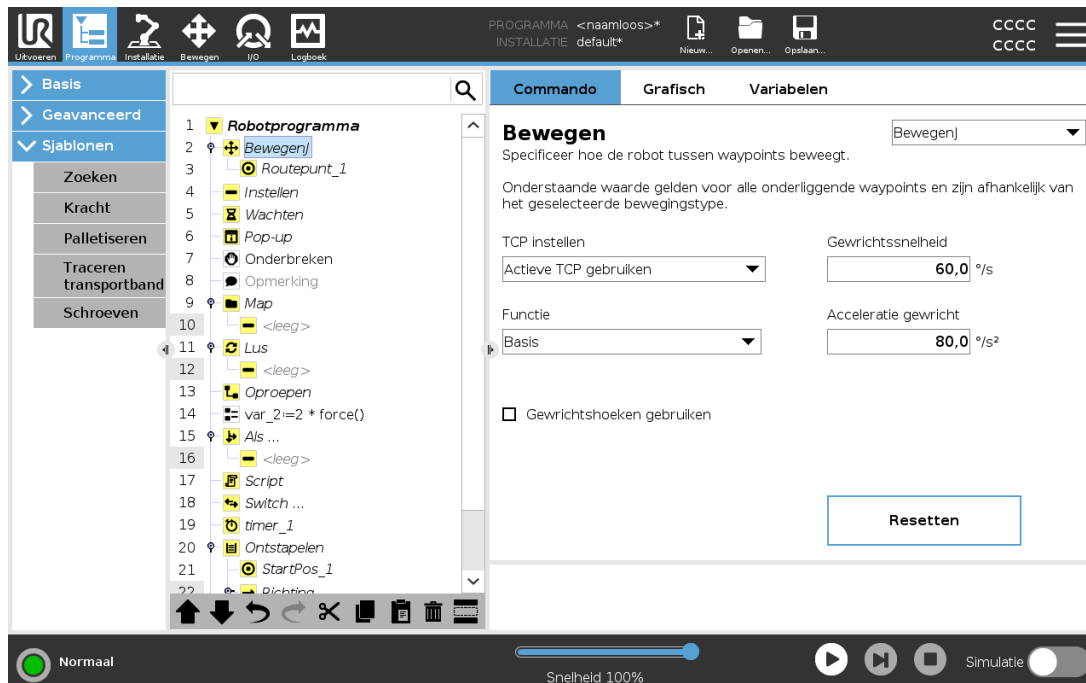 UR
Uitvoeren
Programma
Installatie
Bewegen
I/O
Logboek
PROGRAMMA <naamloos>*
INSTALLATIE default*
Nieuw...
Openen...
Opslaan...
CCCC
CCCC
Basis
Geavanceerd
Sjablonen
Zoeken
Kracht
Palletiseren
Traceren
transportband
Schroeven
1 Robotprogramma
2 BewegenJ
3 Routepunt_1
4 Instellen
5 Wachten
6 Pop-up
7 Onderbreken
8 Opmerking
9 Map
10 <leeg>
11 Lus
12 <leeg>
13 Oproepen
14 var_2:=2 * force()
15 Als ...
16 <leeg>
17 Script
18 Switch ...
19 timer_1
20 Ontstapelen
21 StartPos_1
22 Richting
Commando
Grafisch
Variabelen
Bewegen
BewegenJ
Specificeer hoe de robot tussen waypoints beweegt.
Onderstaande waarde gelden voor alle onderliggende waypoints en zijn afhankelijk van
het geselecteerde bewegingstype.
TCP instellen
Gewrichtssnelheid
Actieve TCP gebruiken
60,0 °/s
Functie
Acceleratie gewricht
Basis
80,0 °/s²
Gewrichtshoeken gebruiken
Resetten
Normaal
Snelheid 100%
Simulatie